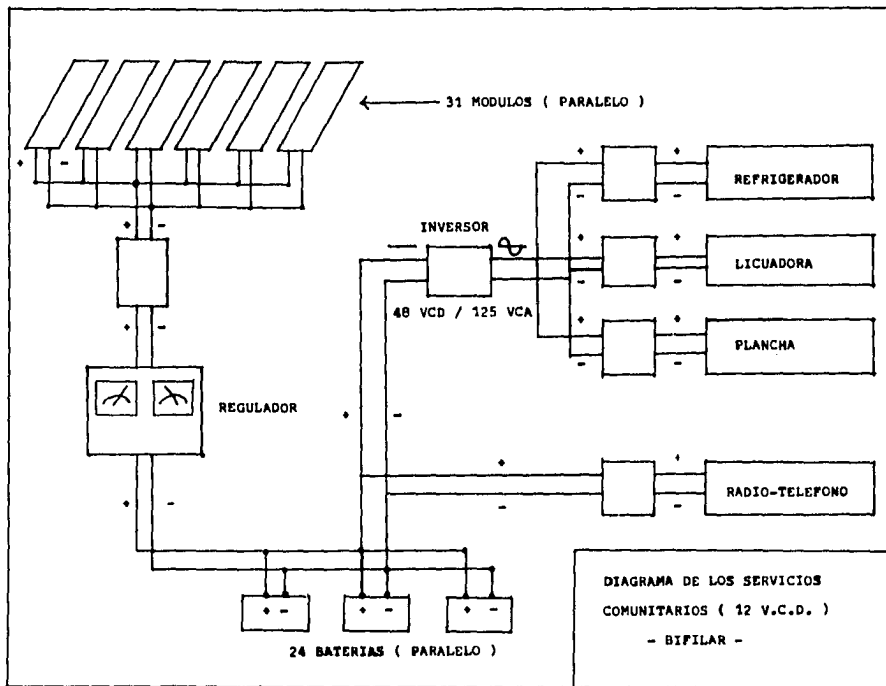 31 MODULOS ( PARALELO )
+ -
+ -
+ -
REGULADOR
+ -
INVERSOR
48 VCD / 125 VCA
+ -
+ -
+ +
- -
REFRIGERADOR
+ +
- -
LICUADORA
+ +
- -
PLANCHA
+ +
- -
RADIO-TELEFONO
+ - + - + -
24 BATERIAS ( PARALELO )
DIAGRAMA DE LOS SERVICIOS
COMUNITARIOS ( 12 V.C.D. )
- BIFILAR -